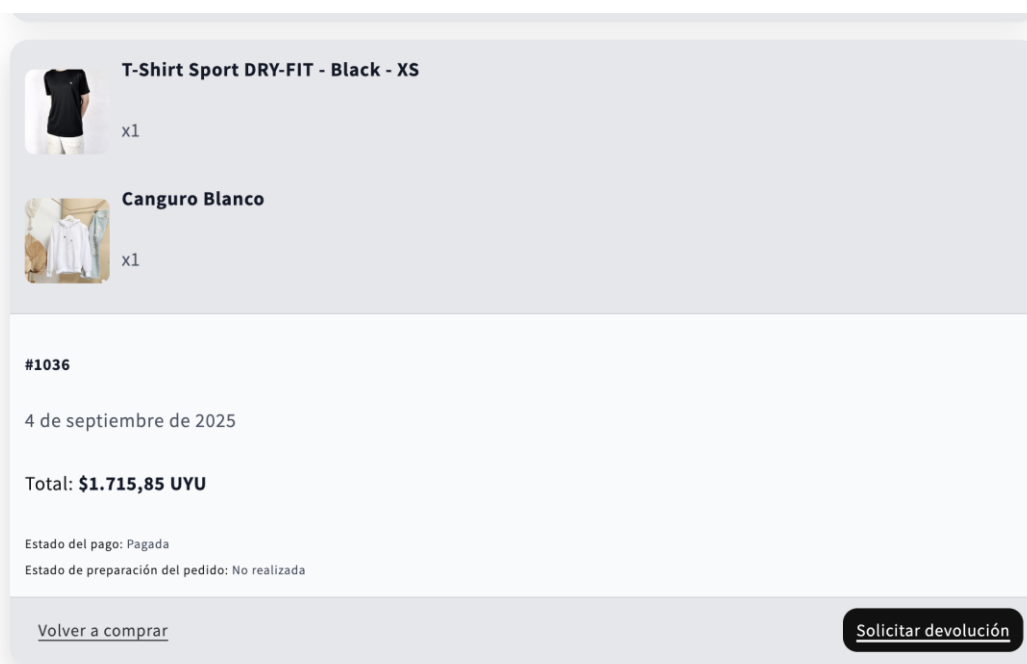 T-Shirt Sport DRY-FIT - Black - XS
x1
Canguro Blanco
x1
#1036
4 de septiembre de 2025
Total: $1.715,85 UYU
Estado del pago: Pagada
Estado de preparación del pedido: No realizada
Volver a comprar
Solicitar devolución